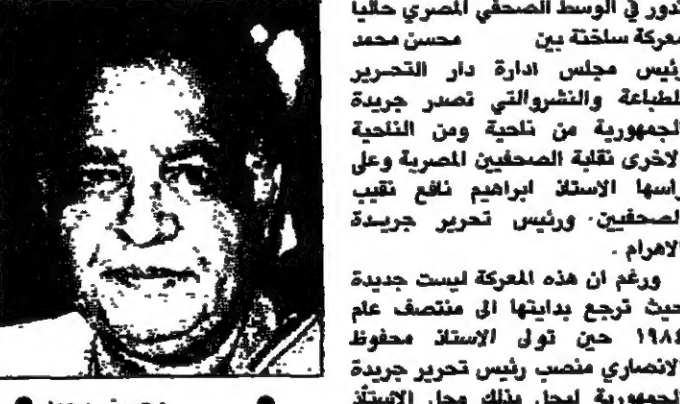 تدور في الوسط الصحفي المصري حاليا
معركة ساخنة بين محسن محمد
رئيس مجلس ادارة دار التحرير
للطباعة والنشر والتي تصدر جريدة
الجمهورية من ناحية ومن الناحية
الاخرى نقابة الصحفيين المصرية وعلى
راسها الاستاذ ابراهيم نافع نقيب
الصحفيين. ورئيس تحرير جريدة
الاهرام .
ورغم ان هذه المعركة ليست جديدة
حيث ترجع بدايتها الى منتصف عام
١٩٨٤ حين تولى الاستاذ محفوظ
الانصاري منصب رئيس تحرير جريدة
الجمهورية ليحل بذلك محل الاستاذ